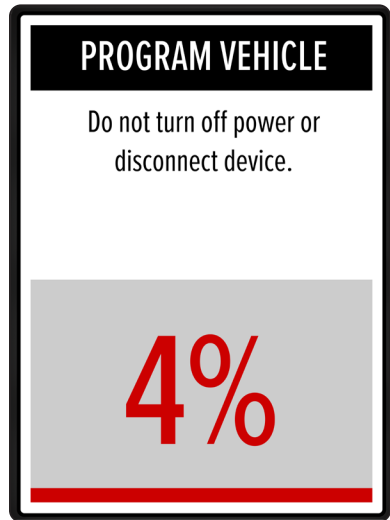 PROGRAM VEHICLE
Do not turn off power or
disconnect device.
4%